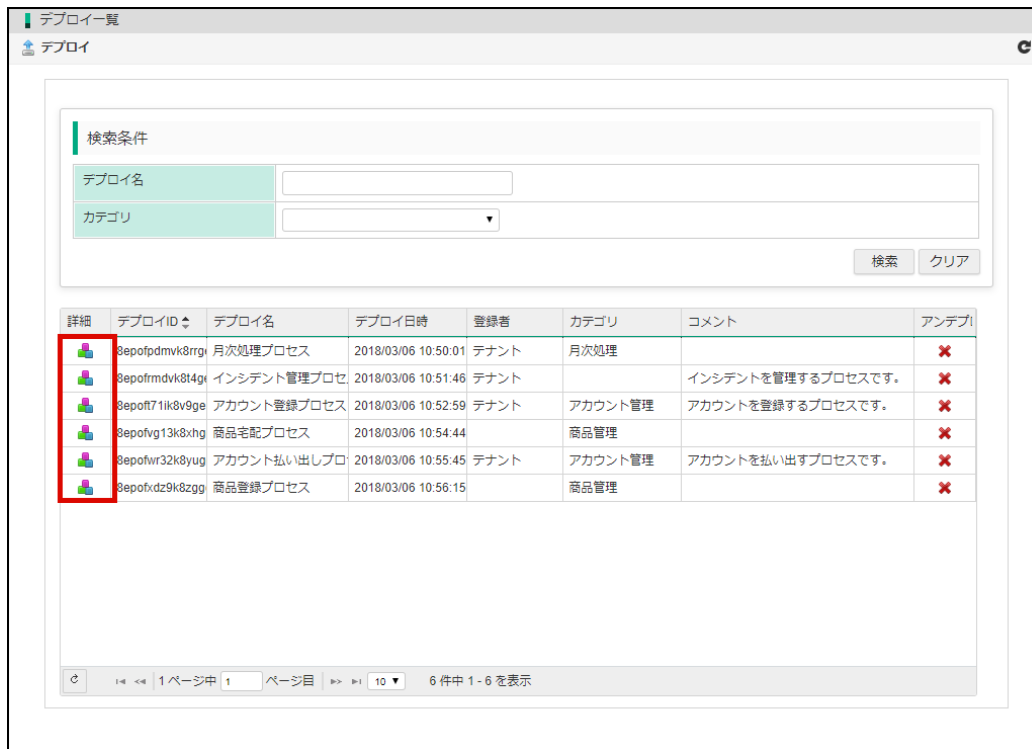 デプロイ一覧
デプロイ
検索条件
デプロイ名
カテゴリ
検索 クリア
詳細 デプロイID デプロイ名 デプロイ日時 登録者 カテゴリ コメント アンデプ
8epofpdmvk8rrg 月次処理プロセス 2018/03/06 10:50:01 テナント 月次処理
8epofrmdvk8t4g インシデント管理プロセ 2018/03/06 10:51:46 テナント インシデントを管理するプロセスです。
8epoft71ik8v9ge アカウント登録プロセス 2018/03/06 10:52:59 テナント アカウント管理 アカウントを登録するプロセスです。
8epofvg13k8xhg 商品宅配プロセス 2018/03/06 10:54:44 商品管理
8epofwr32k8yug アカウント払い出しプロ 2018/03/06 10:55:45 テナント アカウント管理 アカウントを払い出すプロセスです。
8epofxdz9k8zgg 商品登録プロセス 2018/03/06 10:56:15 商品管理
1 ページ中 1 ページ目 10 6 件中 1 - 6 を表示